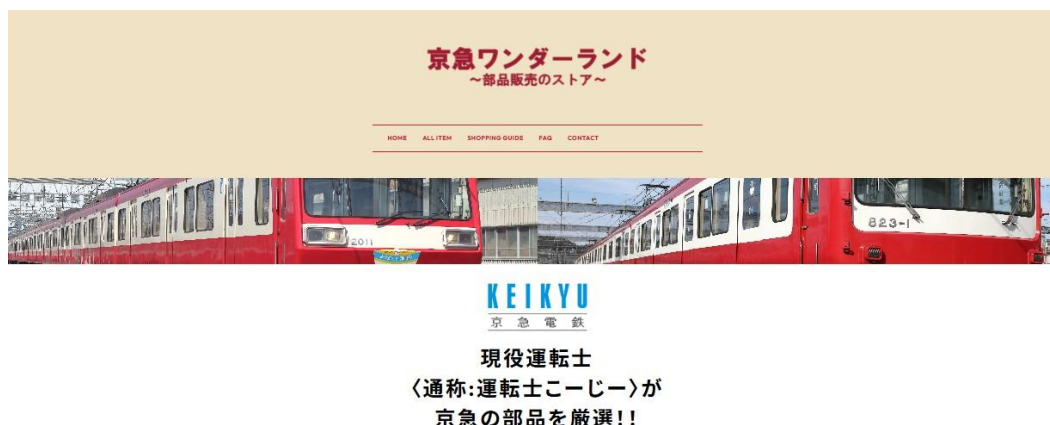 京急ワンダーランド
~部品販売のストア~
HOME ALL ITEM SHOPPING GUIDE FAQ CONTACT
2011
823-1
KEIKYU
京急電鉄
現役運転士
〈通称:運転士こーじー〉が
京急の部品を厳選!!